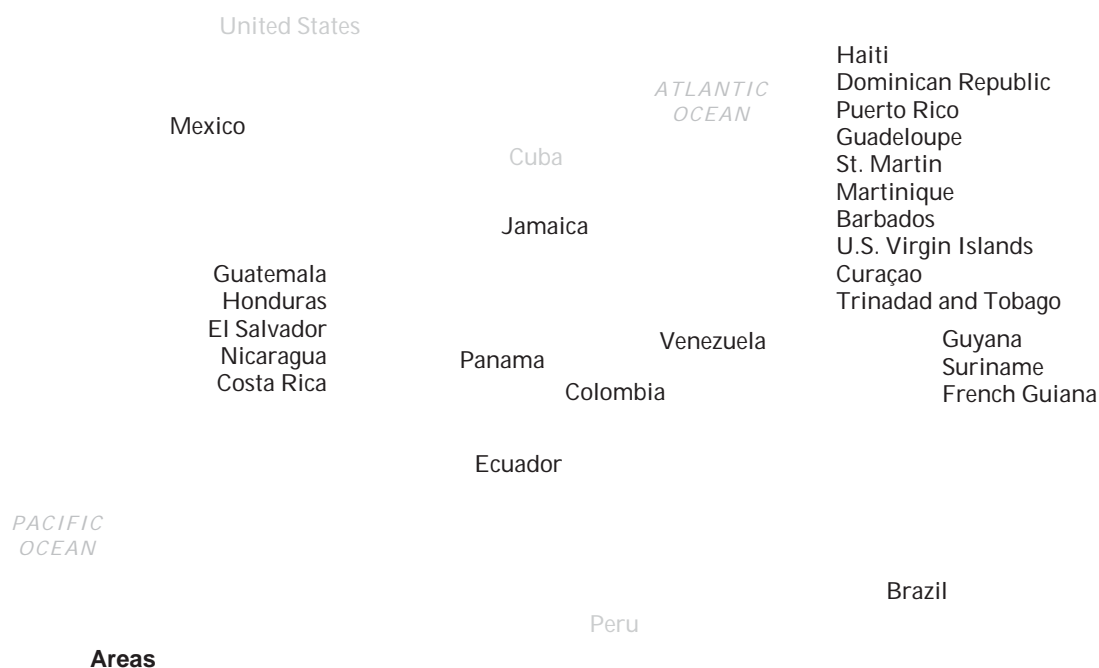 United States
Haiti
Dominican Republic
ATLANTIC
OCEAN
Puerto Rico
Mexico
Guadeloupe
Cuba
St. Martin
Martinique
Barbados
Jamaica
U.S. Virgin Islands
Guatemala
Curaçao
Honduras
Trinadad and Tobago
El Salvador
Venezuela
Guyana
Nicaragua
Panama
Suriname
Costa Rica
Colombia
French Guiana
Ecuador
PACIFIC
OCEAN
Brazil
Peru
Areas